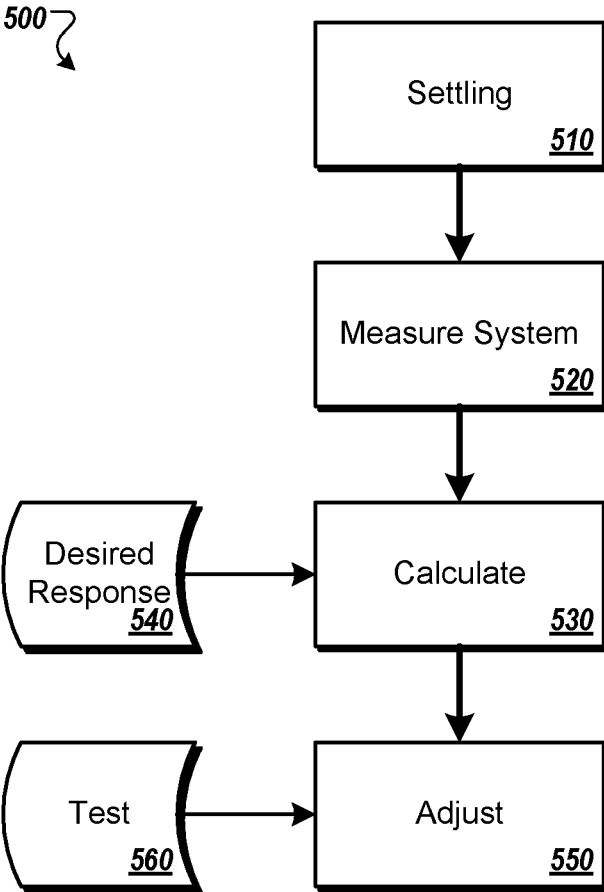 500
Settling
510
Measure System
520
Desired
Response
540
Calculate
530
Test
560
Adjust
550